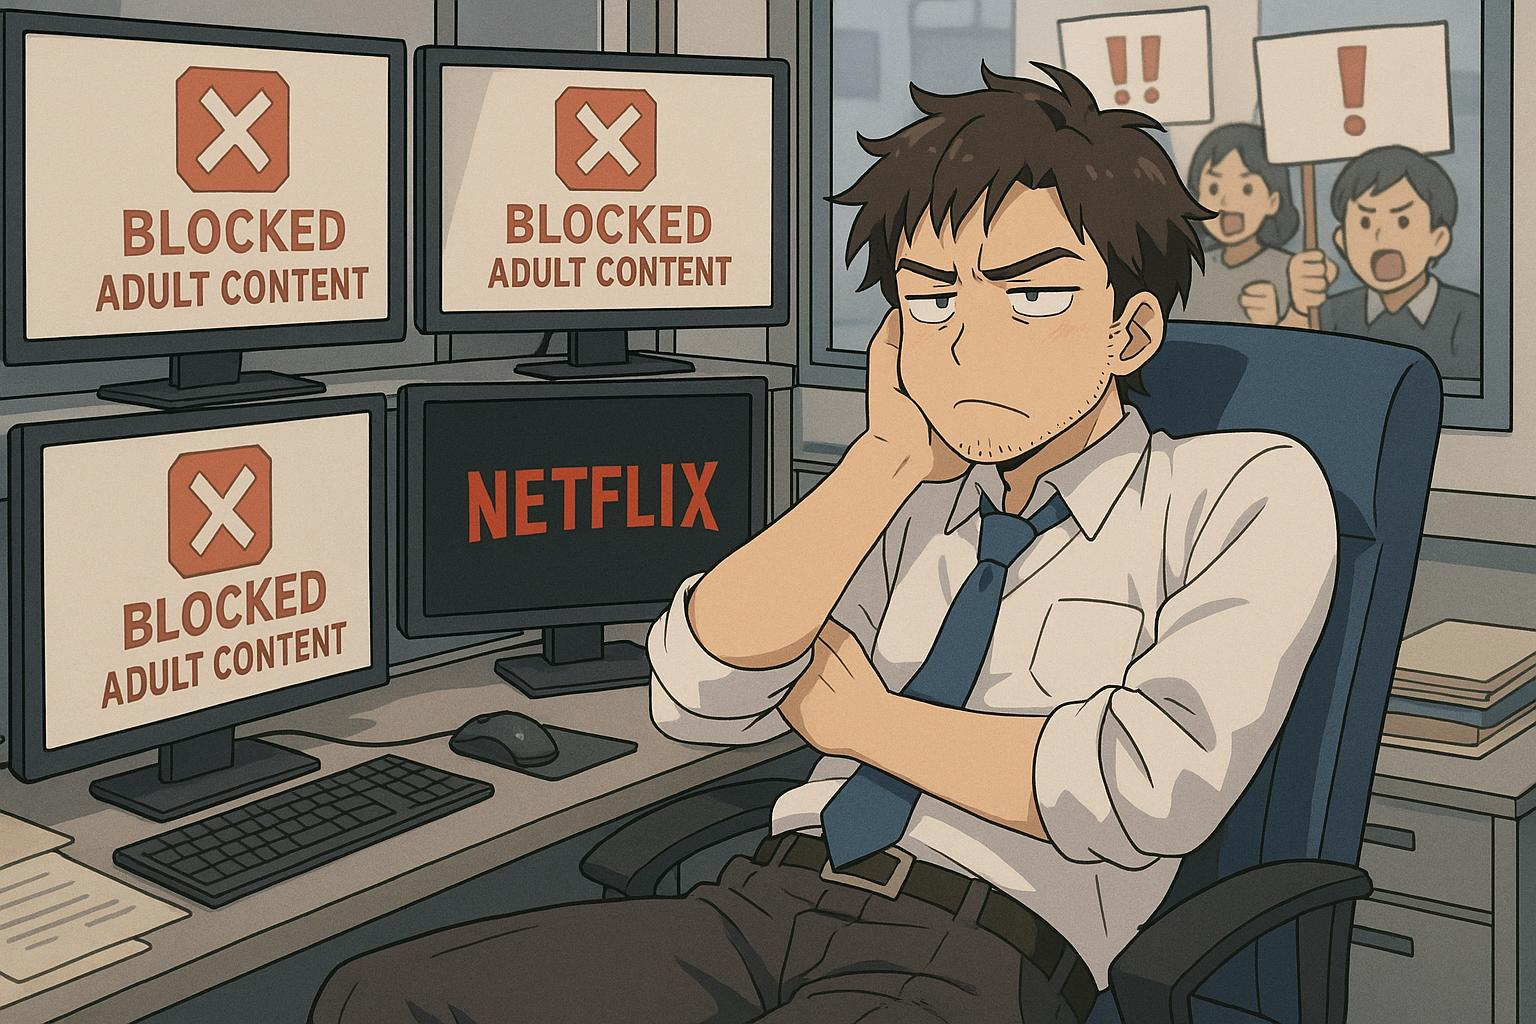 BLOCKED
ADULT CONTENT
BLOCKED
ADULT CONTENT
!!
!
BLOCKED
ADULT CONTENT
NETFLIX